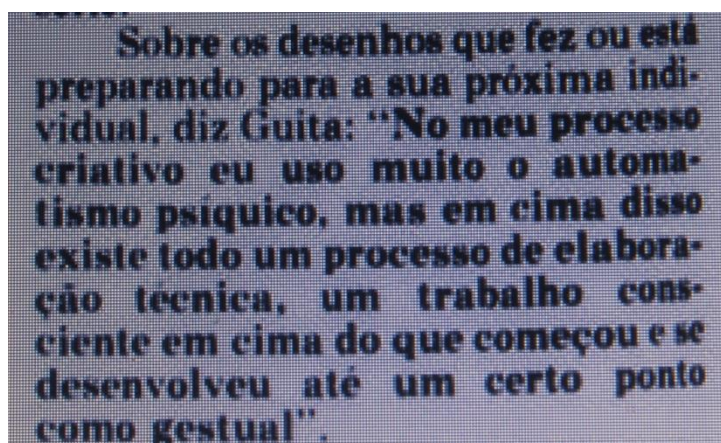 Sobre os desenhos que fez ou está
preparando para a sua próxima indi-
vidual, diz Guita: “No meu processo
criativo eu uso muito o automa-
tismo psíquico, mas em cima disso
existe todo um processo de elabora-
ção técnica, um trabalho cons-
ciente em cima do que começou e se
desenvolveu até um certo ponto
como gestual”.